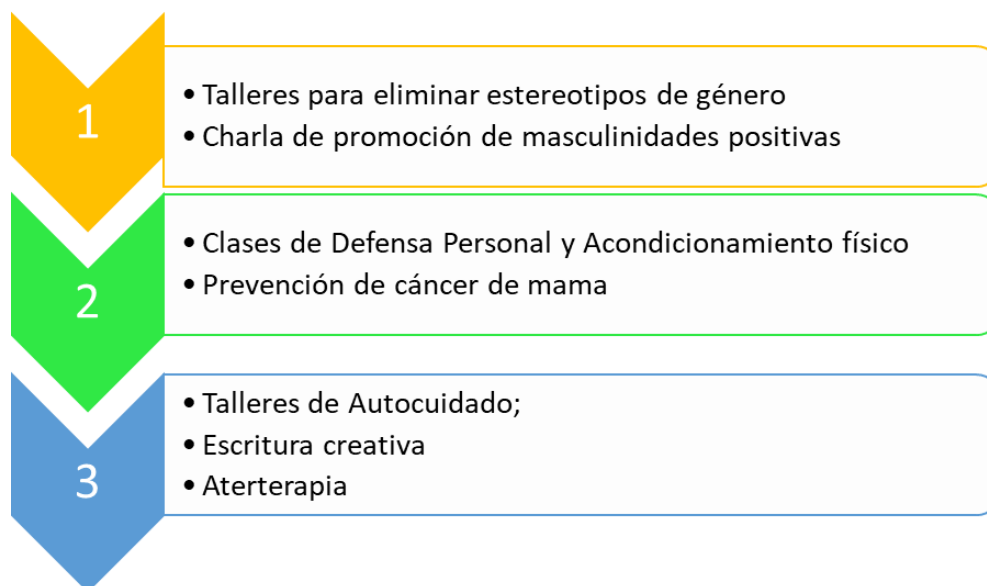 1
• Talleres para eliminar estereotipos de género
• Charla de promoción de masculinidades positivas
2
• Clases de Defensa Personal y Acondicionamiento físico
• Prevención de cáncer de mama
3
• Talleres de Autocuidado;
• Escritura creativa
• Aterterapia